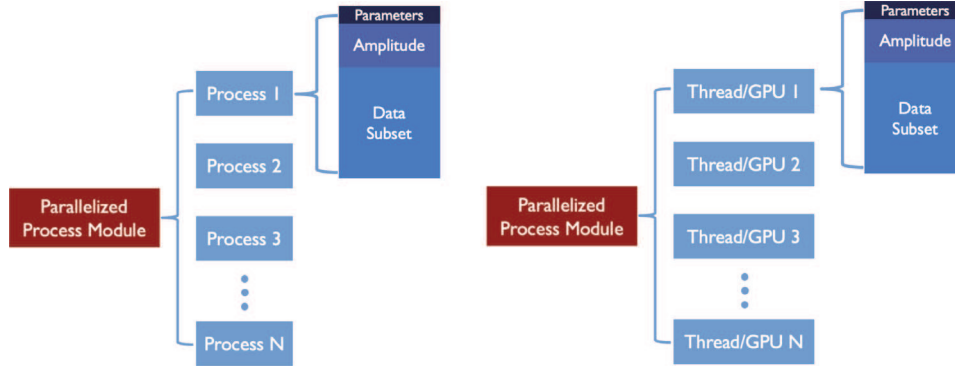 Parameters
Amplitude
Data
Subset
Process 1
Process 2
Parallelized
Process Module
Process 3
Process N
Parameters
Amplitude
Data
Subset
Thread/GPU 1
Thread/GPU 2
Parallelized
Process Module
Thread/GPU 3
Thread/GPU N